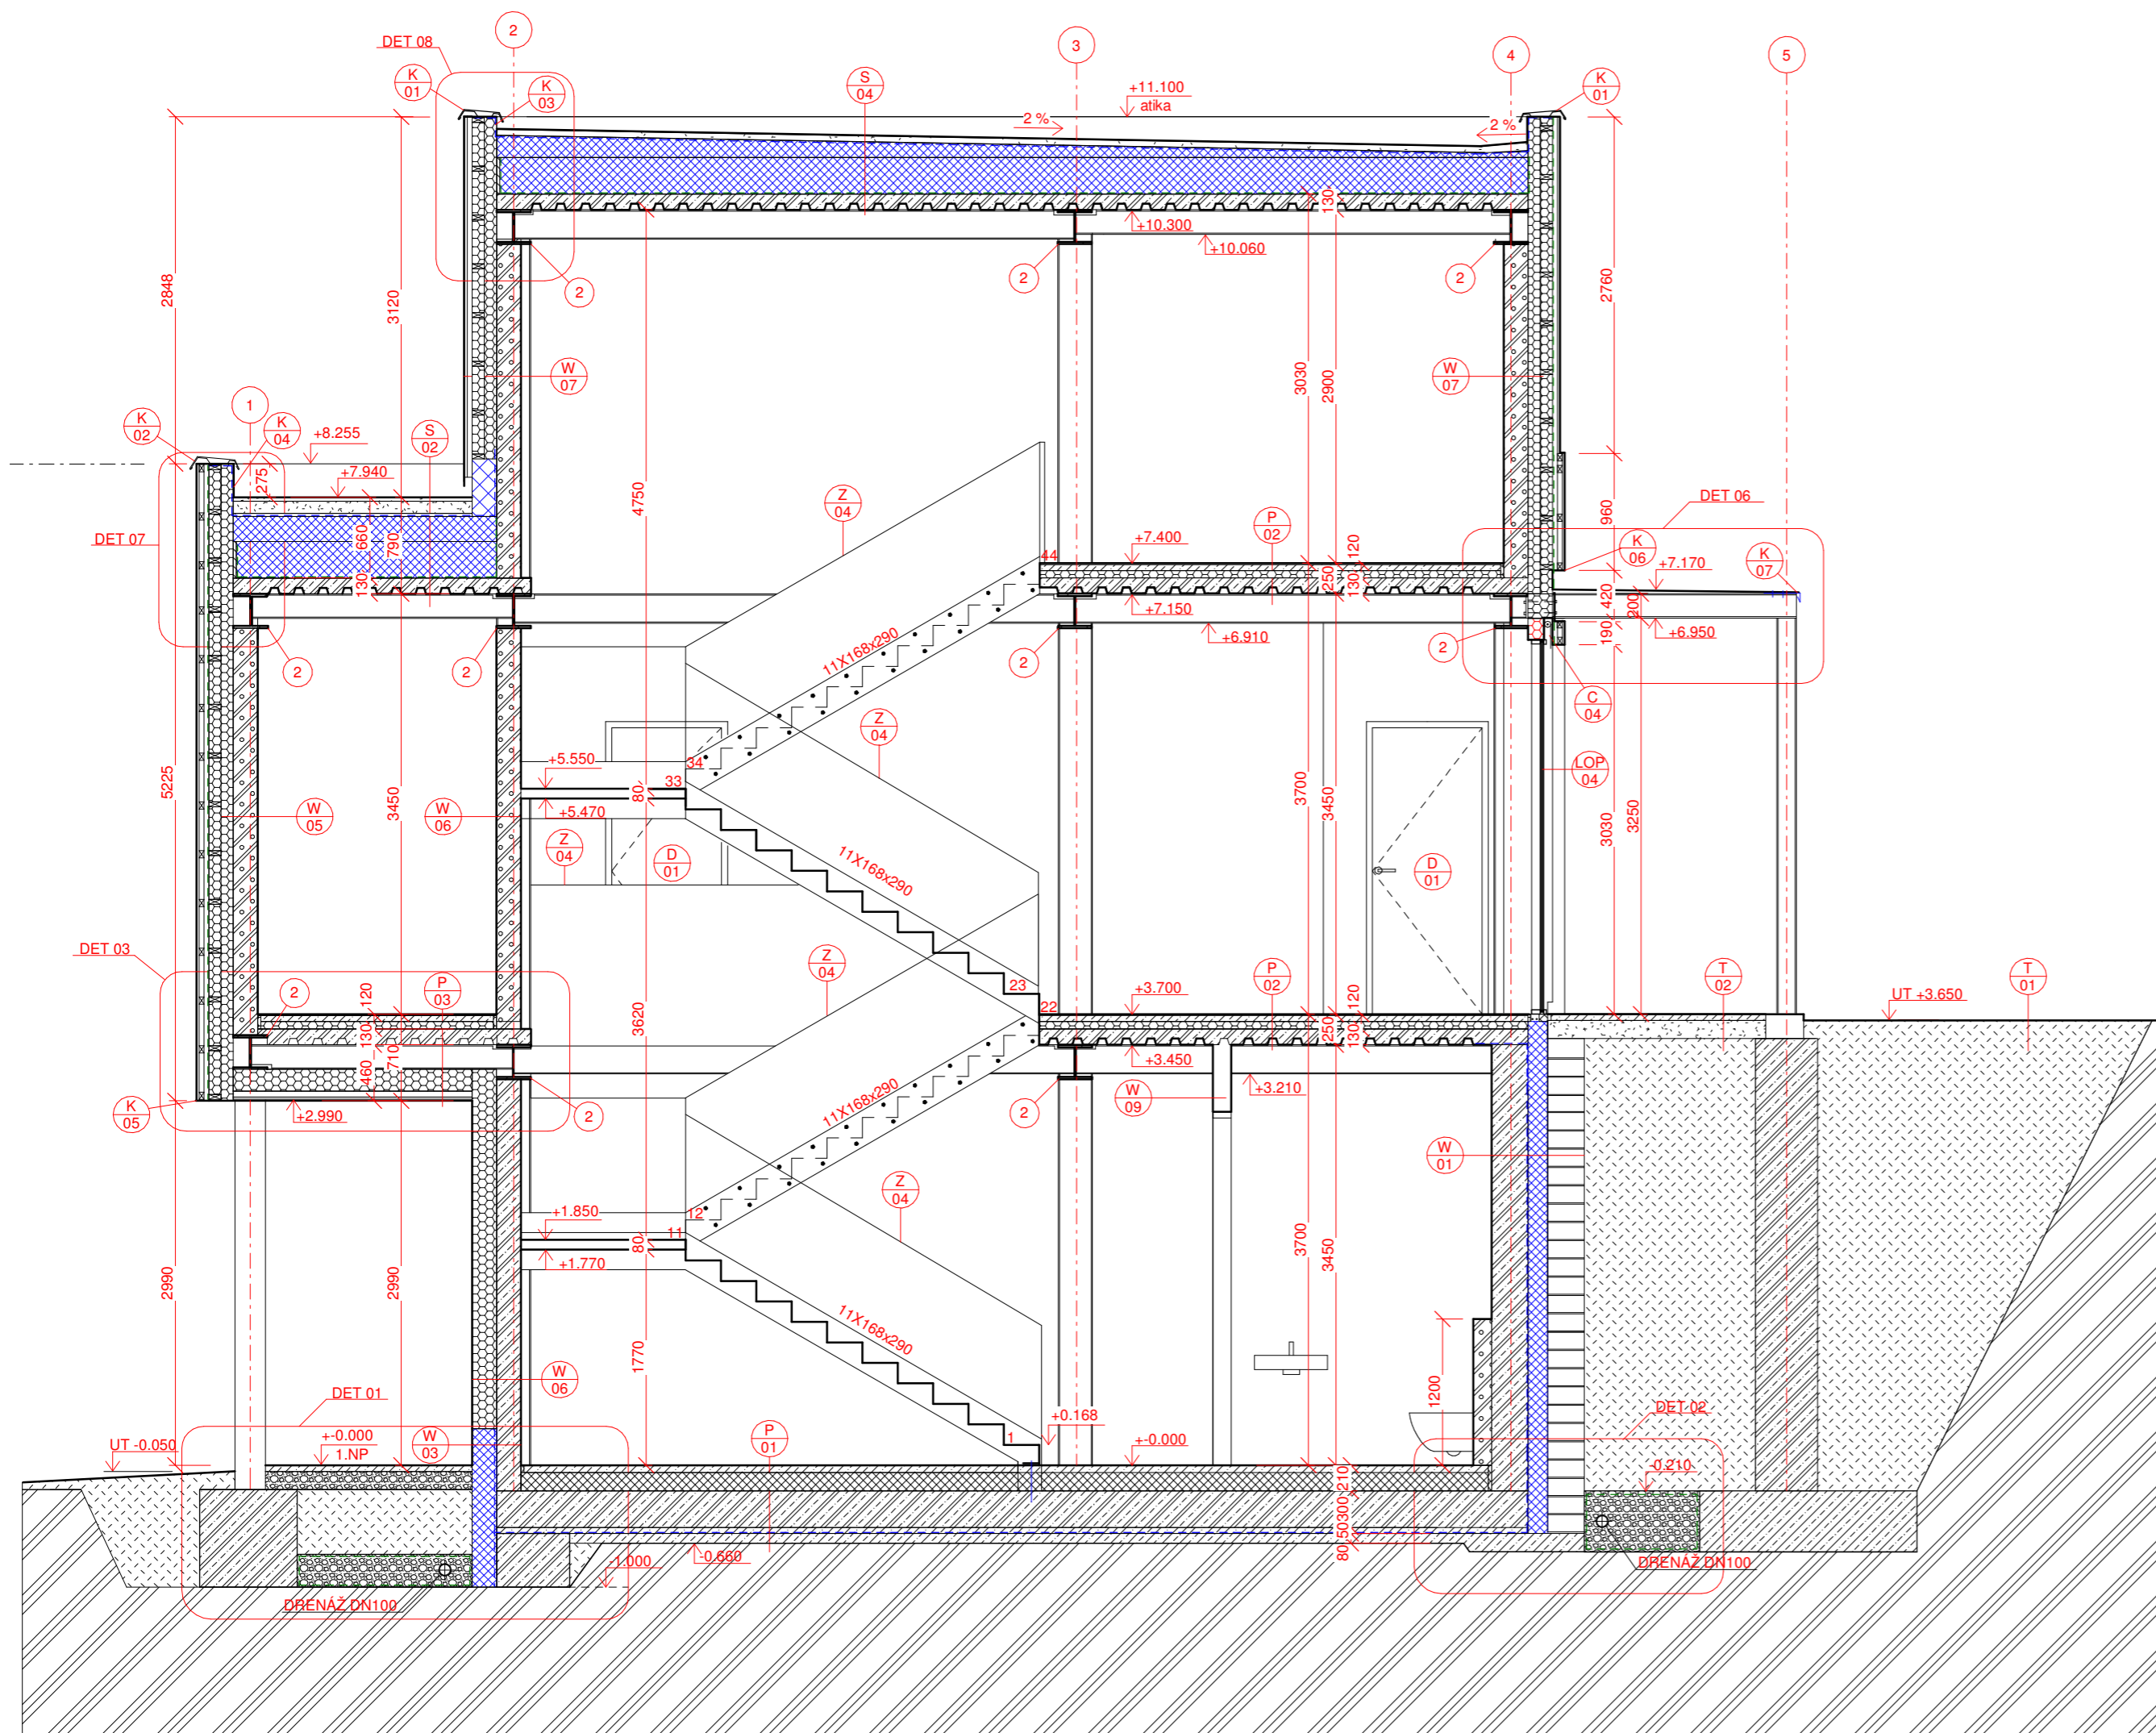 DET 08
2
3
4
5
K
01
K
03
S
04
+11.100
atika
2 %
2 %
K
01
130
+10.300
+10.060
2
2
2
2848
3120
2760
W
07
W
07
3030
2900
4750
1
K
02
K
04
S
02
+8.255
+7.940
275
DET 07
660
790
130
Z
04
P
02
44
+7.400
120
250
130
+7.150
+6.910
DET 06
960
K
06
K
07
+7.170
420
200
190
+6.950
2
2
2
2
11X168x290
Z
04
C
04
LOP
04
34
33
+5.550
80
+5.470
5225
3450
W
05
W
06
Z
04
D
01
11X168x290
3700
3450
D
01
3030
3250
DET 03
2
P
03
120
130
710
460
3620
Z
04
23
22
+3.700
P
02
120
250
130
+3.450
+3.210
T
02
T
01
UT +3.650
K
05
+2.990
2
2
11X168x290
W
09
W
01
Z
04
12
11
+1.850
80
+1.770
2990
2990
1770
11X168x290
3700
3450
W
06
1200
DET 01
DET 02
UT -0.050
+-0.000
1.NP
W
03
P
01
1
+0.168
+-0.000
210
300
50
80
-0.210
-0.660
-1.000
DRENÁŽ DN100
DRENÁŽ DN100